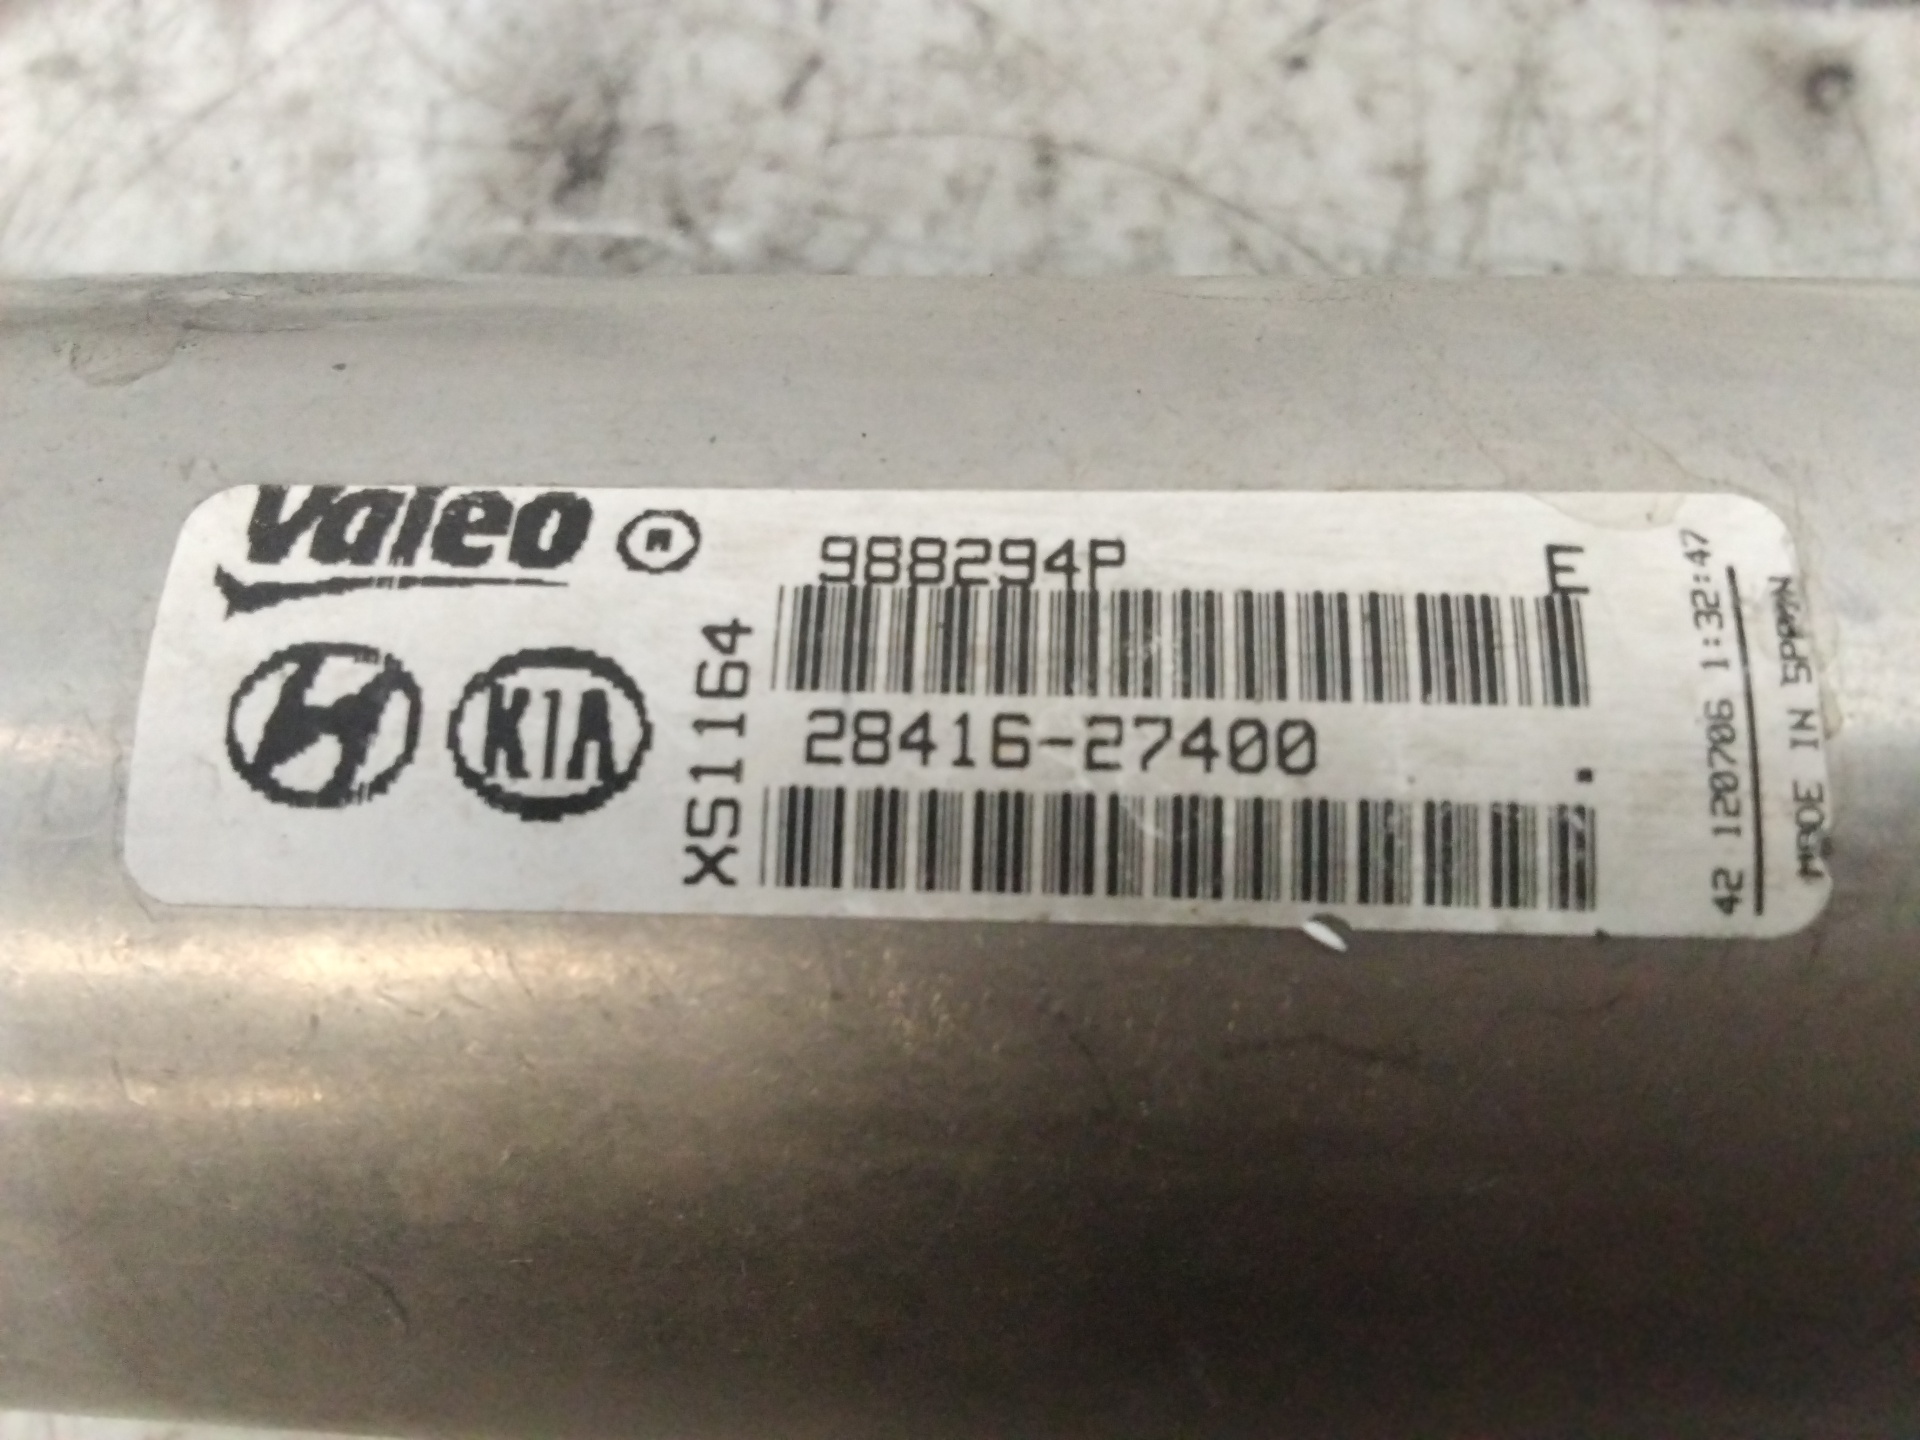 Valeo ®
988294P E
KIA
XS1164
28416-27400 .
42 120706 1:32:47
MADE IN SPAIN